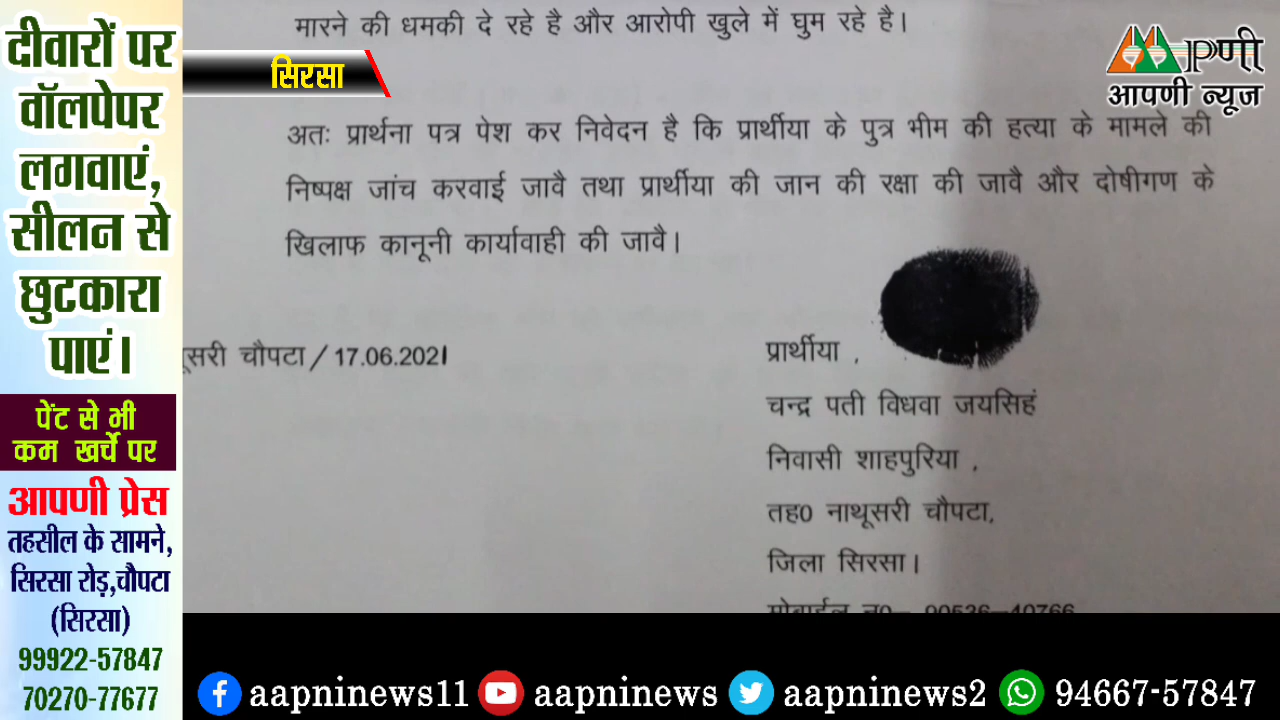 दीवारों पर
वॉलपेपर
लगवाएं,
सीलन से
छुटकारा
पाएं।
पेंट से भी
कम खर्चे पर
आपणी प्रेस
तहसील के सामने,
सिरसा रोड़,चौपटा
(सिरसा)
99922-57847
70270-77677
सिरसा
पणी
आपणी न्यूज
मारने की धमकी दे रहे है और आरोपी खुले में घुम रहे है।
अतः प्रार्थना पत्र पेश कर निवेदन है कि प्रार्थीया के पुत्र भीम की हत्या के मामले की
निष्पक्ष जांच करवाई जावै तथा प्रार्थीया की जान की रक्षा की जावै और दोषीगण के
खिलाफ कानूनी कार्यावाही की जावै।
थूसरी चौपटा / 17.06.2021
प्रार्थीया ,
चन्द्र पती विधवा जयसिहं
निवासी शाहपुरिया ,
तह0 नाथूसरी चौपटा,
जिला सिरसा।
aapninews11
aapninews
aapninews2
94667-57847